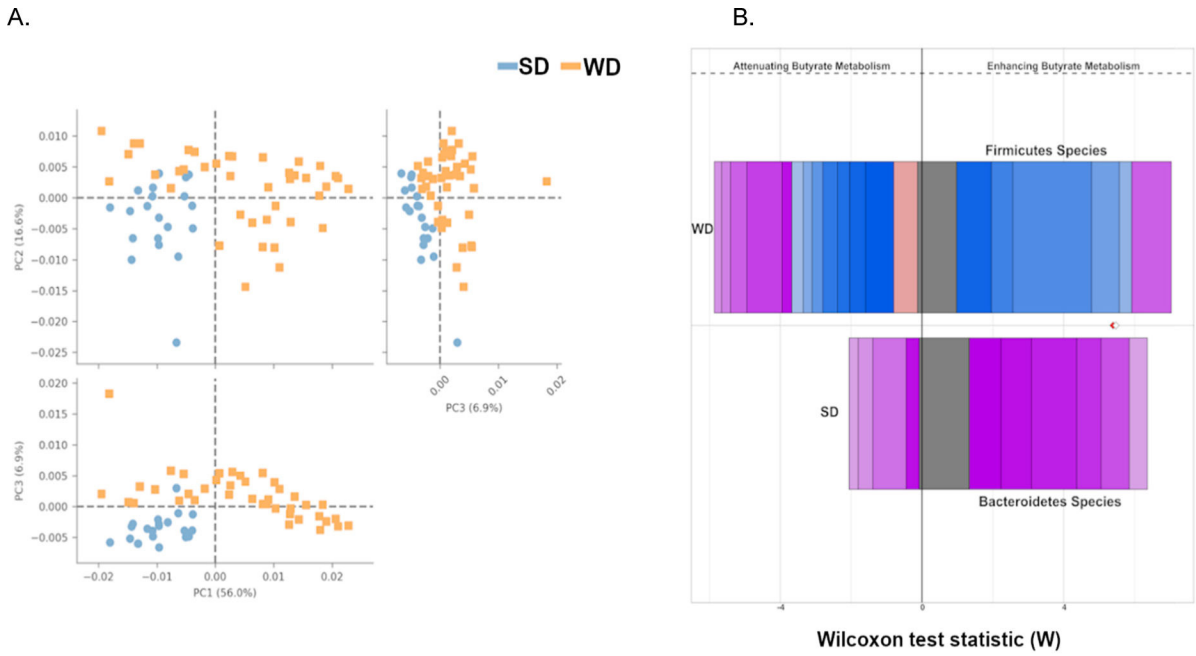 A.
B.
SD WD
Attenuating Butyrate Metabolism
Enhancing Butyrate Metabolism
0.010
0.005
0.000
−0.005
−0.010
−0.015
−0.020
−0.025
PC2 (16.6%)
0.00
0.01
0.02
PC3 (6.9%)
0.020
0.015
0.010
0.005
0.000
−0.005
PC3 (6.9%)
−0.02
−0.01
0.00
0.01
0.02
PC1 (56.0%)
Firmicutes Species
WD
SD
Bacteroidetes Species
-4
0
4
Wilcoxon test statistic (W)